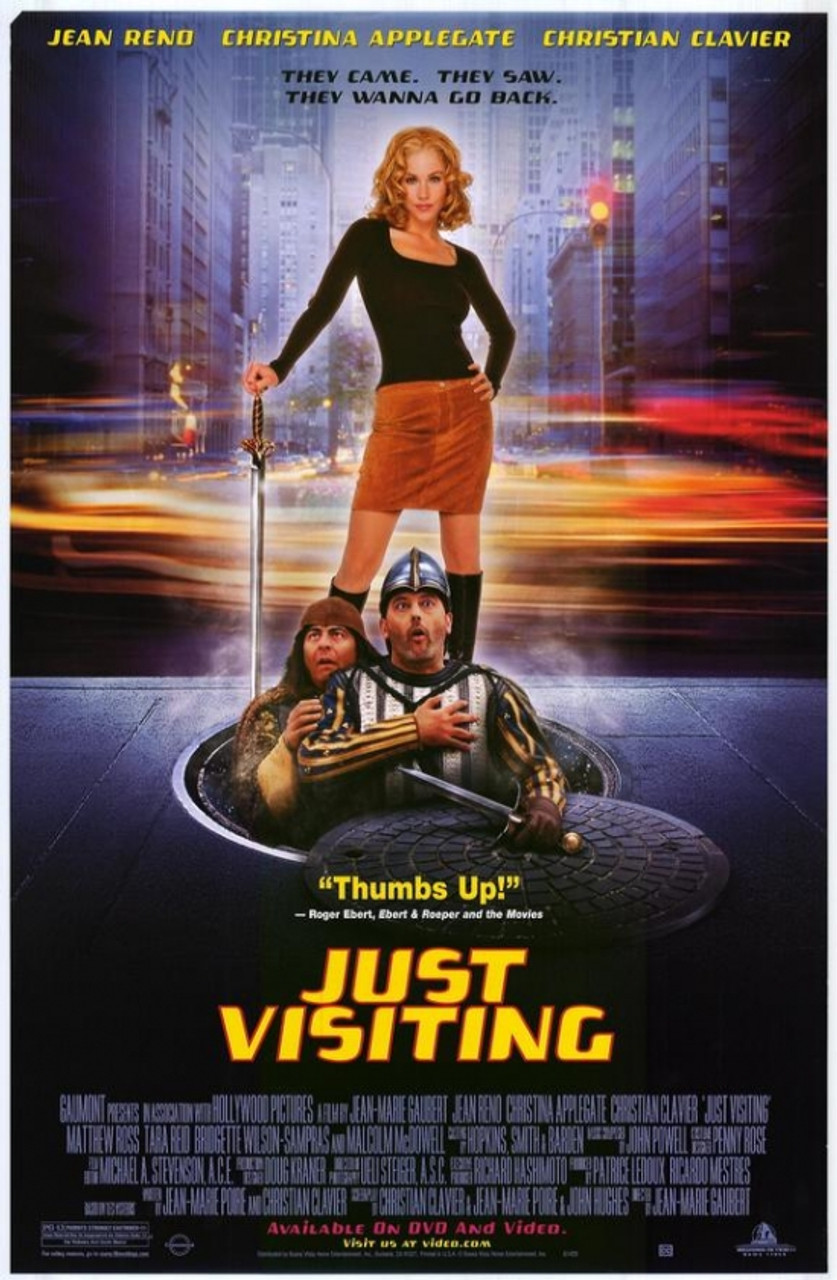 JEAN RENO CHRISTINA APPLEGATE CHRISTIAN CLAVIER
THEY CAME. THEY SAW.
THEY WANNA GO BACK.
“Thumbs Up!”
— Roger Ebert, Ebert & Roeper and the Movies
JUST
VISITING
GAUMONT PRESENTS IN ASSOCIATION WITH HOLLYWOOD PICTURES A FILM BY JEAN-MARIE GAUBERT JEAN RENO CHRISTINA APPLEGATE CHRISTIAN CLAVIER "JUST VISITING"
MATTHEW ROSS TARA REID BRIDGETTE WILSON-SAMPRAS AND MALCOLM McDOWELL HOPKINS, SMITH & BARDEN JOHN POWELL PENNY ROSE
MICHAEL A. STEVENSON, A.C.E. DOUG KRANER UELI STEIGER, A.S.C. RICHARD HASHIMOTO PATRICE LEDOUX RICARDO MESTRES
JEAN-MARIE POIRE AND CHRISTIAN CLAVIER CHRISTIAN CLAVIER & JEAN-MARIE POIRE & JOHN HUGHES JEAN-MARIE GAUBERT
PG-13
AVAILABLE ON DVD AND VIDEO.
VISIT US AT VIDEO.COM